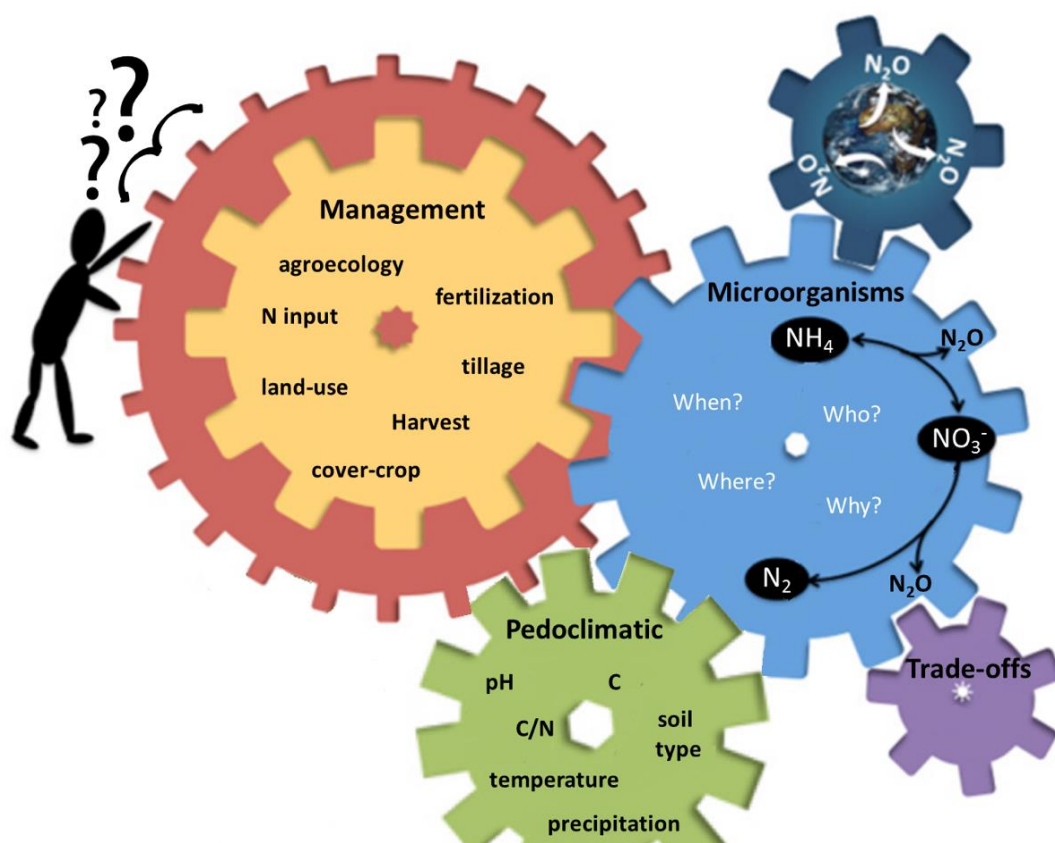 ?
?
?
N₂O
N₂O
N₂O
Management
agroecology
fertilization
N input
tillage
land-use
Harvest
cover-crop
Microorganisms
NH₄
N₂O
When?
Who?
NO₃⁻
Where?
Why?
N₂
N₂O
Pedoclimatic
pH
C
C/N
soil
type
temperature
precipitation
Trade-offs